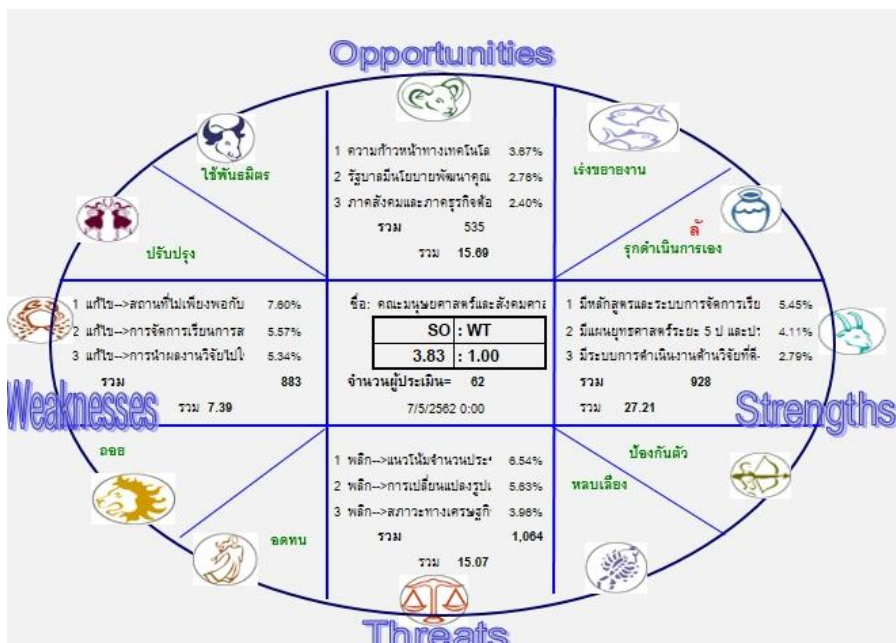 Opportunities
ใช้พันธมิตร
ปรับปรุง
1 ความก้าวหน้าทางเทคโนโล 3.67%
2 รัฐบาลมีนโยบายพัฒนาคุณ 2.76%
3 ภาคสังคมและภาคธุรกิจต้อ 2.40%
รวม 535
รวม 15.69
เร่งขยายงาน
รุกดำเนินการเอง
1 แก้ไข-->สถานที่ไม่เพียงพอกับ 7.60%
2 แก้ไข-->การจัดการเรียนการส 5.57%
3 แก้ไข-->การนำผลงานวิจัยไปใ 5.34%
รวม 883
รวม 7.39
Weaknesses
ชื่อ: คณะมนุษยศาสตร์และสังคมศา
SO : WT
3.83 : 1.00
จำนวนผู้ประเมิน= 62
7/5/2562 0:00
1 มีหลักสูตรและระบบการจัดการเรีย 5.45%
2 มีแผนยุทธศาสตร์ระยะ 5 ปี และปร 4.11%
3 มีระบบการดำเนินงานด้านวิจัยที่ดี 2.79%
รวม 928
รวม 27.21
Strengths
ถอย
อดทน
1 พลิก-->แนวโน้มจำนวนประช 6.54%
2 พลิก-->การเปลี่ยนแปลงรูปแ 5.63%
3 พลิก-->สภาวะทางเศรษฐกิ 3.96%
รวม 1,064
รวม 15.07
ป้องกันตัว
หลบเลี่ยง
Threats